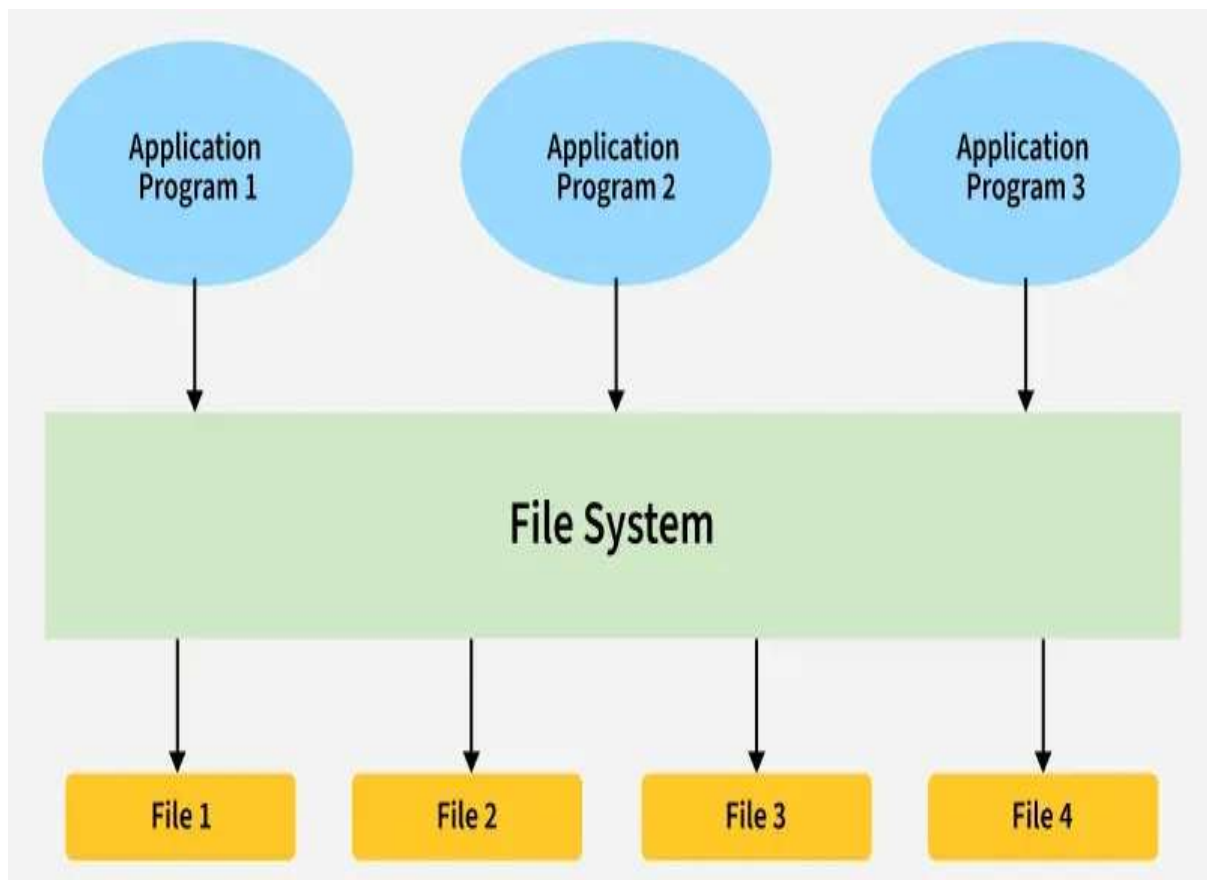 Application
Program 1
Application
Program 2
Application
Program 3
File System
File 1
File 2
File 3
File 4